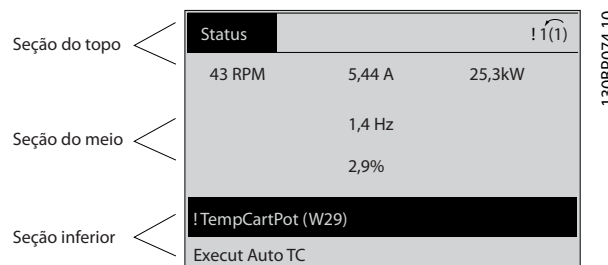 Status
!1(1)
Seção do topo
43 RPM
5,44 A
25,3kW
Seção do meio
1,4 Hz
2,9%
!TempCartPot (W29)
Seção inferior
Execut Auto TC
130BP074.10